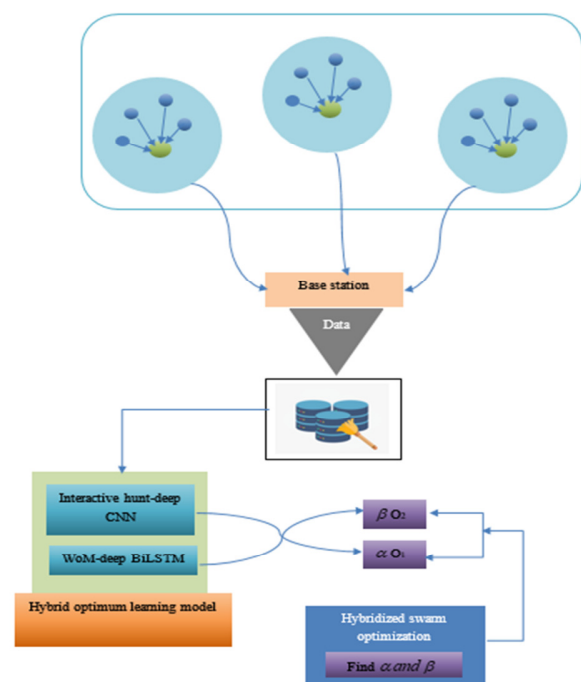 Base station
Data
Interactive hunt-deep
CNN
WoM-deep BiLSTM
Hybrid optimum learning model
β O₂
α O₁
Hybridized swarm
optimization
Find α and β